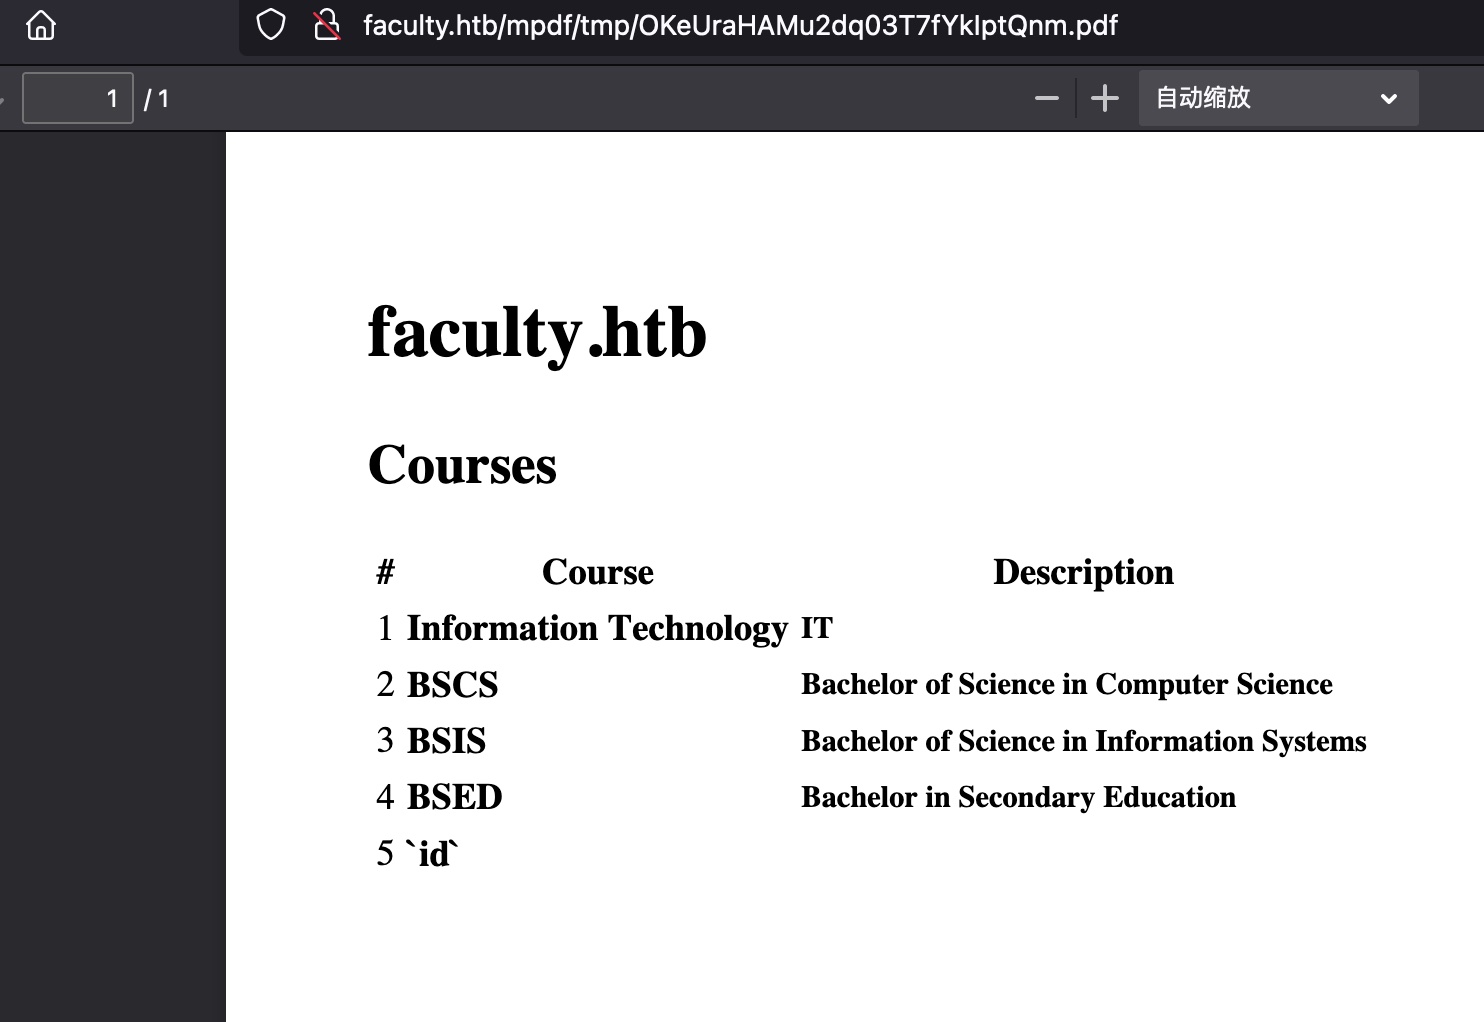 faculty.htb/mpdf/tmp/OKeUraHAMu2dq03T7fYkIptQnm.pdf
1 / 1 自动缩放
faculty.htb
Courses
# Course Description
1 Information Technology IT
2 BSCS Bachelor of Science in Computer Science
3 BSIS Bachelor of Science in Information Systems
4 BSED Bachelor in Secondary Education
5 `id`